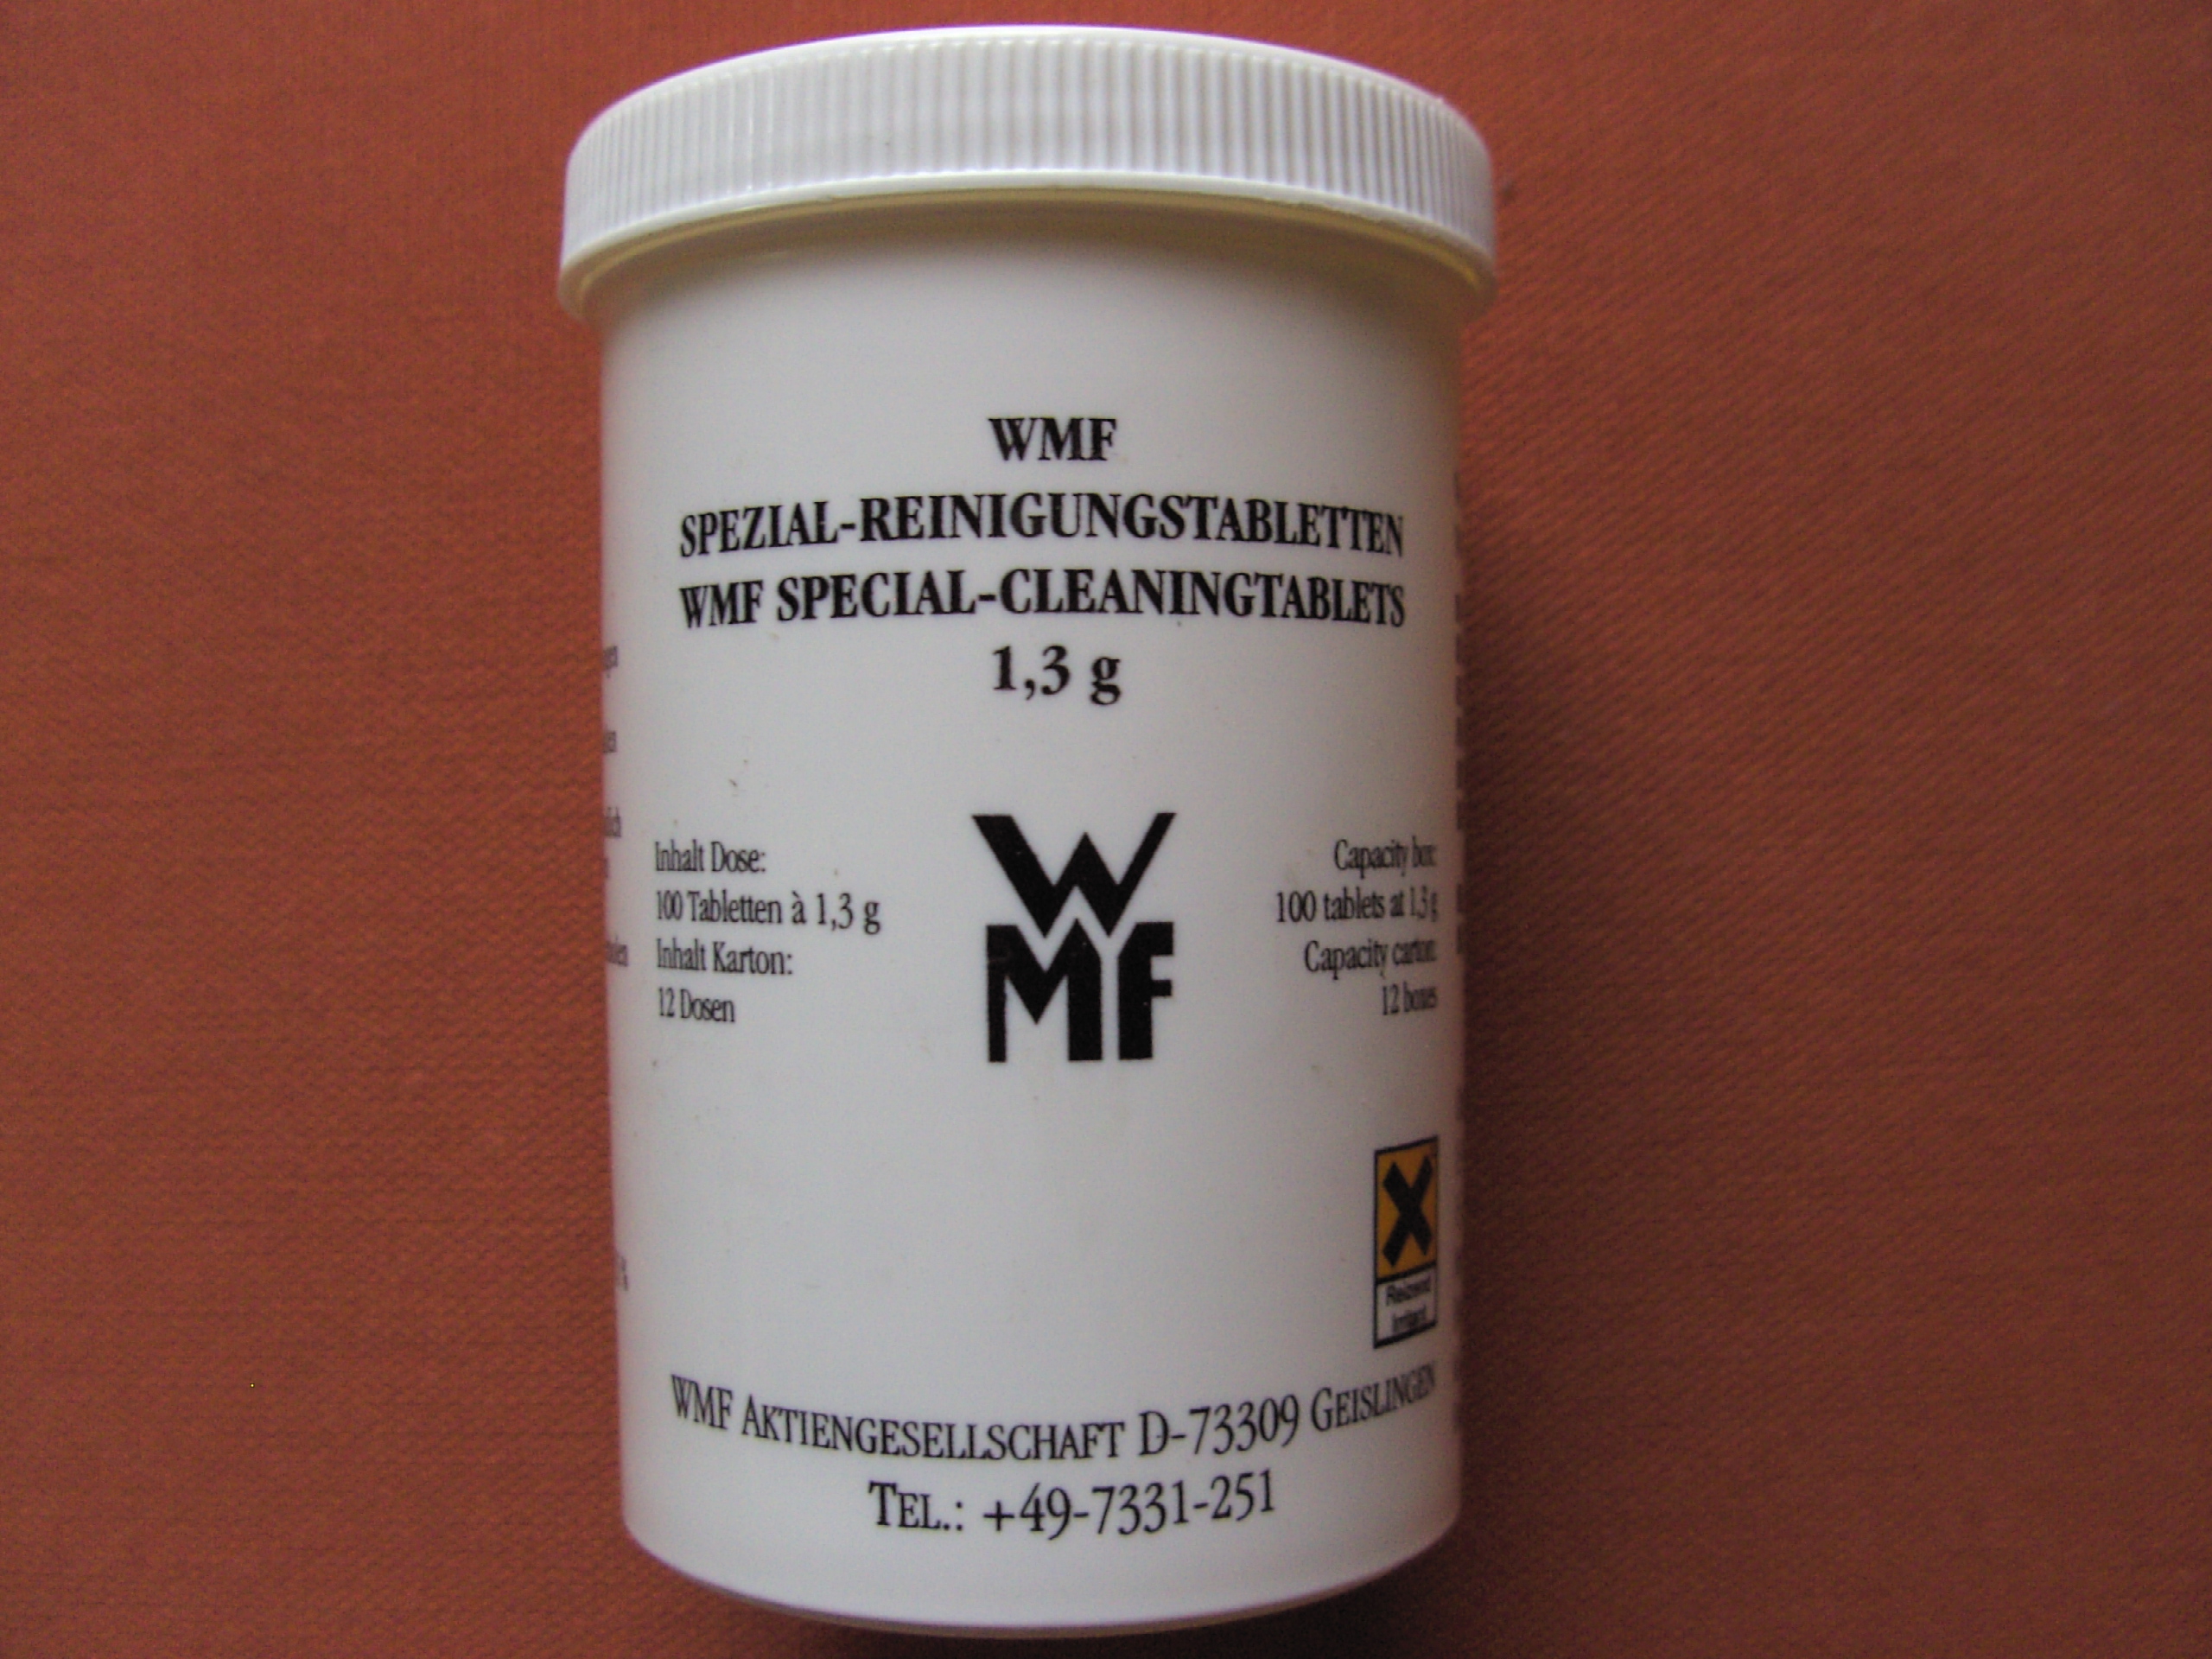 WMF
SPEZIAL-REINIGUNGSTABLETTEN
WMF SPECIAL-CLEANINGTABLETS
1,3 g
Inhalt Dose:
100 Tabletten à 1,3 g
Inhalt Karton:
12 Dosen
WMF
Capacity box:
100 tablets at 1,3 g
Capacity carton:
12 boxes
Reizend
Irritant
WMF AKTIENGESELLSCHAFT D-73309 GEISLINGEN
TEL.: +49-7331-251